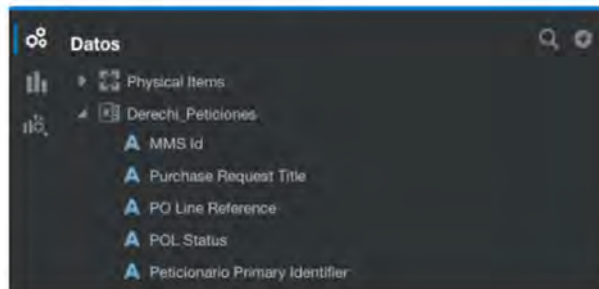 Datos
Physical Items
Derechi_Peticiones
A MMS Id
A Purchase Request Title
A PO Line Reference
A POL Status
A Peticionario Primary Identifier